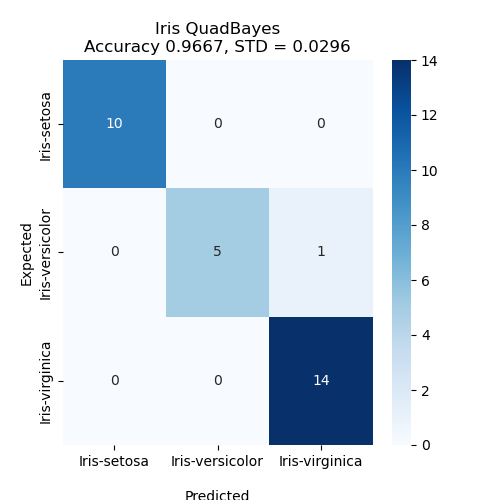 Iris QuadBayes
Accuracy 0.9667, STD = 0.0296
Expected
Iris-setosa
10 0 0
Iris-versicolor
0 5 1
Iris-virginica
0 0 14
Iris-setosa Iris-versicolor Iris-virginica
Predicted
14
12
10
8
6
4
2
0